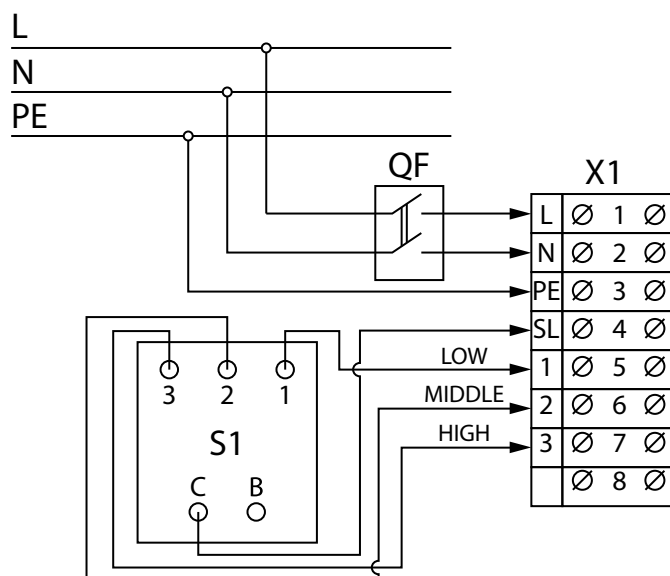 L
N
PE
QF
X1
L 1
N 2
PE 3
SL 4
LOW 1 5
MIDDLE 2 6
HIGH 3 7
8
3 2 1
S1
C B